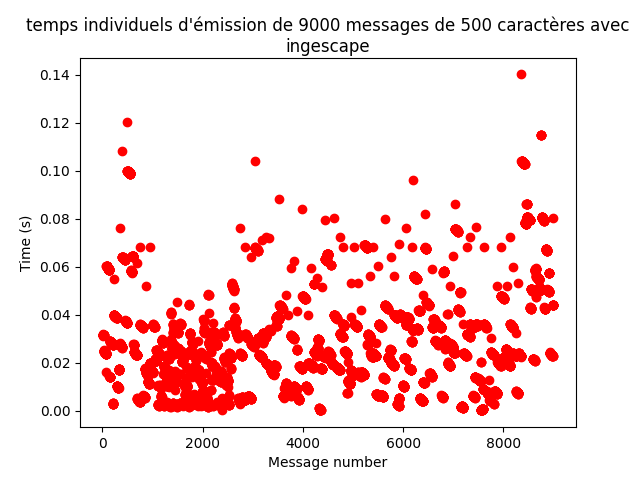 temps individuels d'émission de 9000 messages de 500 caractères avec
ingescape
0.14
0.12
0.10
0.08
0.06
0.04
0.02
0.00
Time (s)
0 2000 4000 6000 8000
Message number